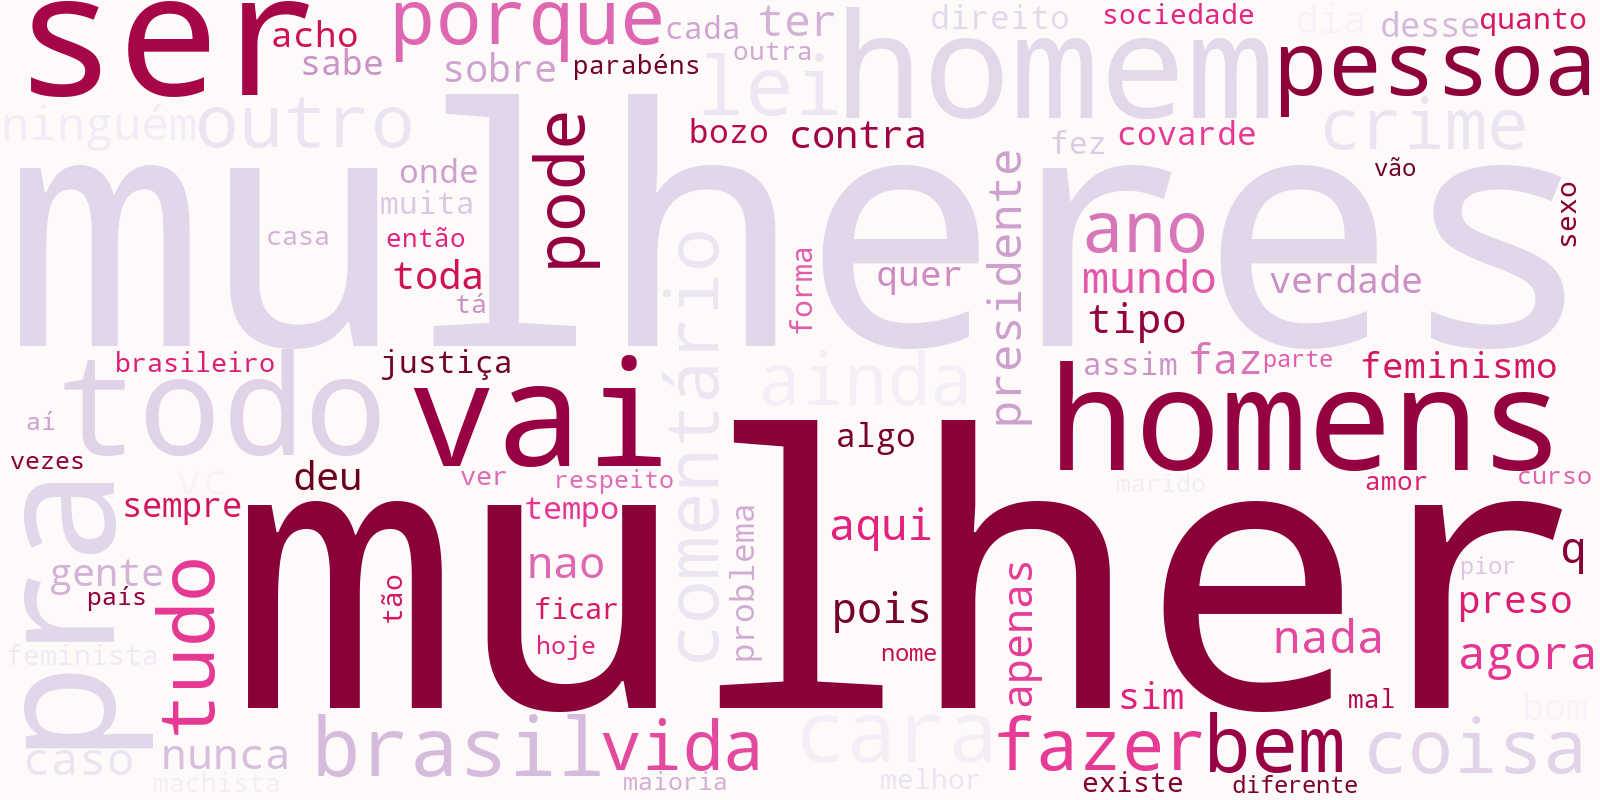 ser
acho
porque
cada
ter
direito
sociedade
dia
desse
quanto
sabe
sobre
parabéns
outra
lei
homem
pessoa
ninguém
outro
bozo
contra
fez
covarde
crime
mulheres
pode
onde
muita
casa
então
toda
tá
comentário
forma
quer
presidente
ano
mundo
tipo
verdade
vão
sexo
brasileiro
justiça
todo
vai
ainda
assim
faz
parte
feminismo
homens
aí
vezes
vc
deu
ver
respeito
algo
marido
amor
curso
pra
sempre
mulher
tempo
aqui
q
gente
país
tudo
tão
nao
ficar
hoje
problema
pois
nome
apenas
nada
pior
preso
agora
feminista
sim
mal
bom
caso
nunca
machista
brasil
vida
maioria
cara
melhor
fazer
existe
bem
diferente
coisa